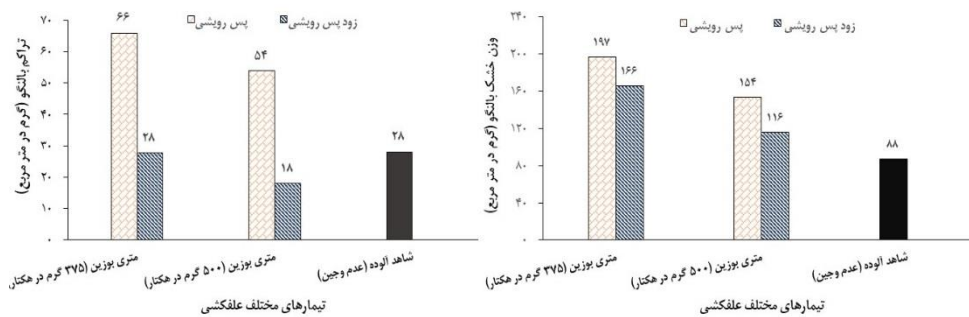 تراکم بالنگو (گرم در متر مربع)
پس رویشی
زود پس رویشی
۷۰
۶۰
۵۰
۴۰
۳۰
۲۰
۱۰
۰
۶۶
۲۸
۵۴
۱۸
۲۸
متری بوزین (۳۷۵ گرم در هکتار)
متری بوزین (۵۰۰ گرم در هکتار)
شاهد آلوده (عدم وجین)
تیمارهای مختلف علفکشی
وزن خشک بالنگو (گرم در متر مربع)
پس رویشی
زود پس رویشی
۲۴۰
۲۰۰
۱۶۰
۱۲۰
۸۰
۴۰
۰
۱۹۷
۱۶۶
۱۵۴
۱۱۶
۸۸
متری بوزین (۳۷۵ گرم در هکتار)
متری بوزین (۵۰۰ گرم در هکتار)
شاهد آلوده (عدم وجین)
تیمارهای مختلف علفکشی